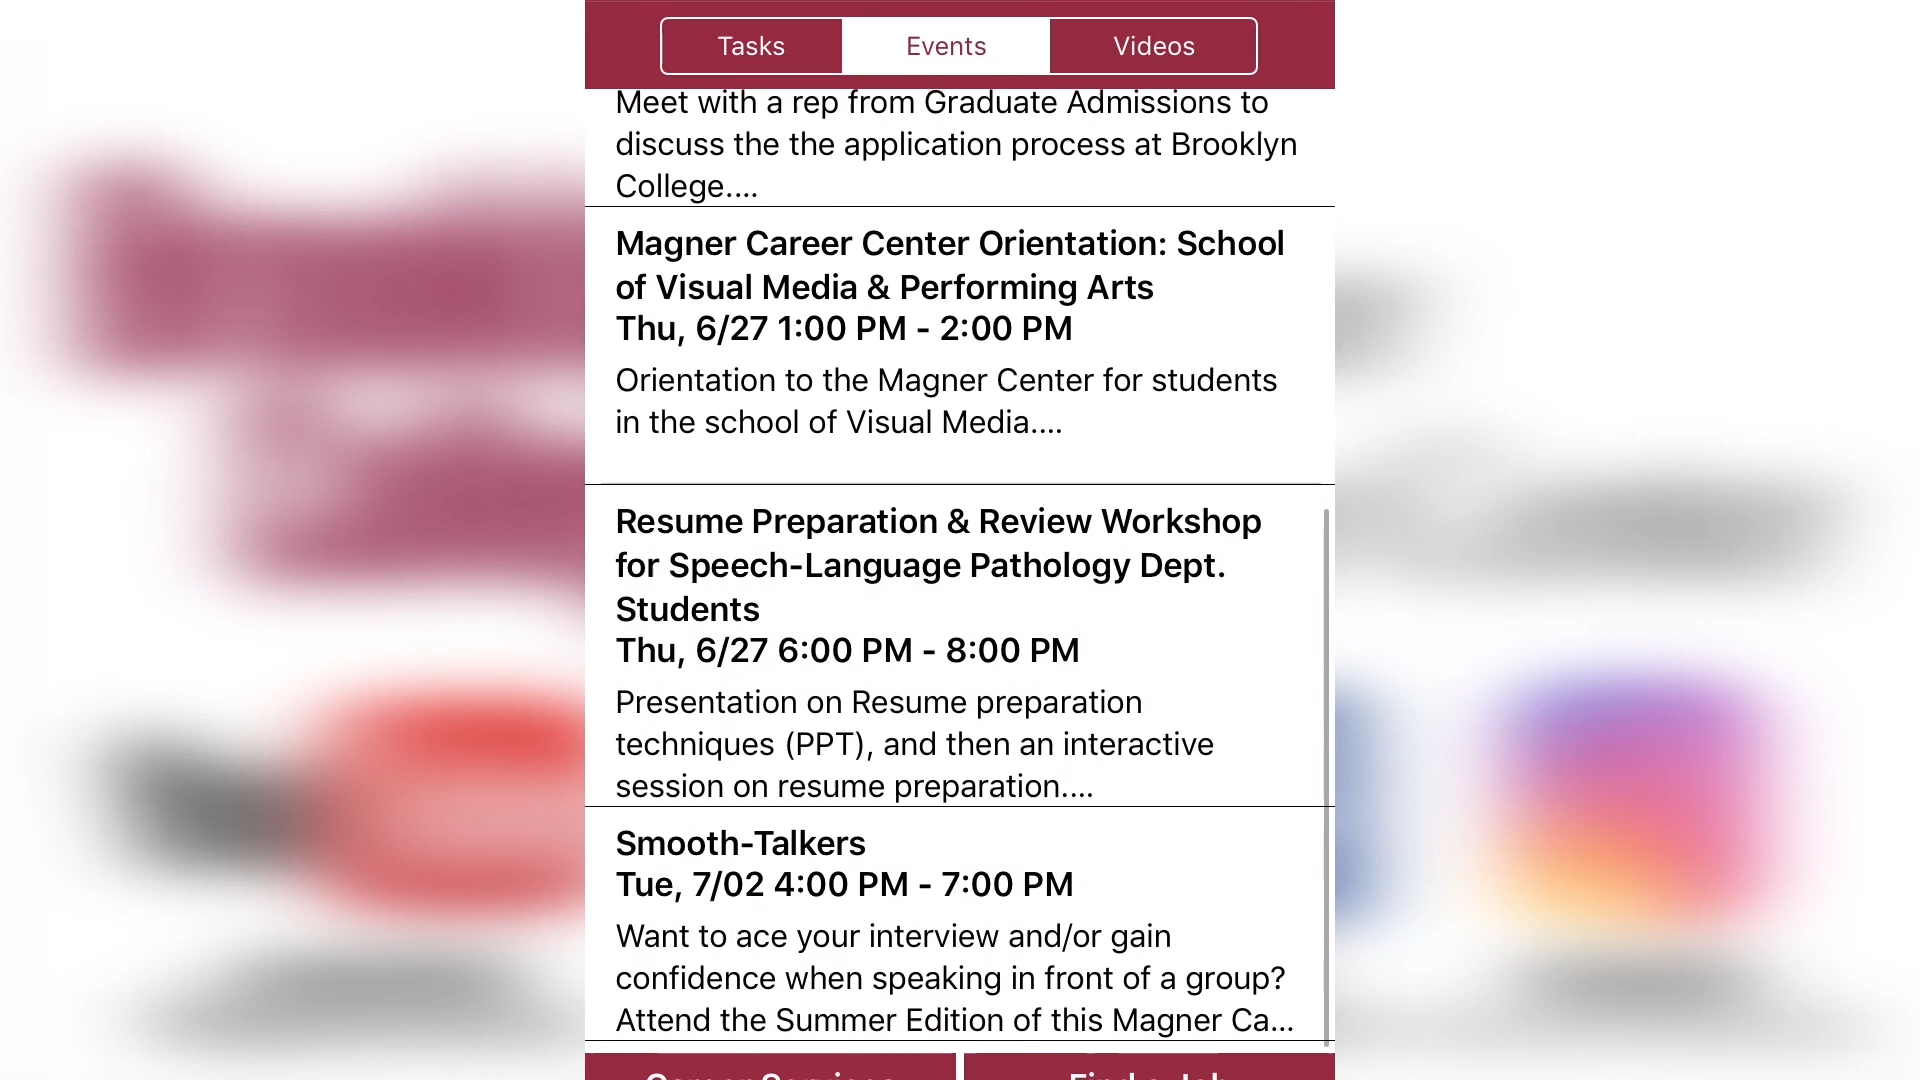 Tasks Events Videos
Meet with a rep from Graduate Admissions to
discuss the the application process at Brooklyn
College....
Magner Career Center Orientation: School
of Visual Media & Performing Arts
Thu, 6/27 1:00 PM - 2:00 PM
Orientation to the Magner Center for students
in the school of Visual Media....
Resume Preparation & Review Workshop
for Speech-Language Pathology Dept.
Students
Thu, 6/27 6:00 PM - 8:00 PM
Presentation on Resume preparation
techniques (PPT), and then an interactive
session on resume preparation....
Smooth-Talkers
Tue, 7/02 4:00 PM - 7:00 PM
Want to ace your interview and/or gain
confidence when speaking in front of a group?
Attend the Summer Edition of this Magner Ca...
Career Services Find a Job